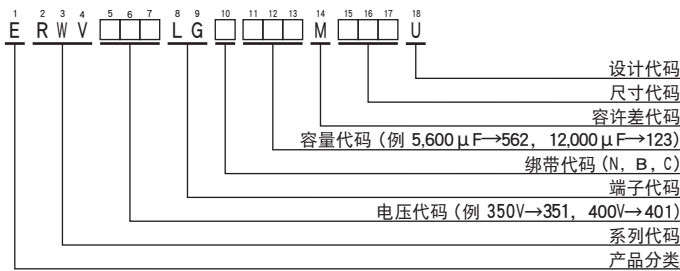 1 2 3 4 5 6 7 8 9 10 11 12 13 14 15 16 17 18
E RWV □□□ LG □ □□□ M □□□ U
设计代码
尺寸代码
容许差代码
容量代码 (例 5,600μF→562, 12,000μF→123)
绑带代码 (N, B, C)
端子代码
电压代码 (例 350V→351, 400V→401)
系列代码
产品分类